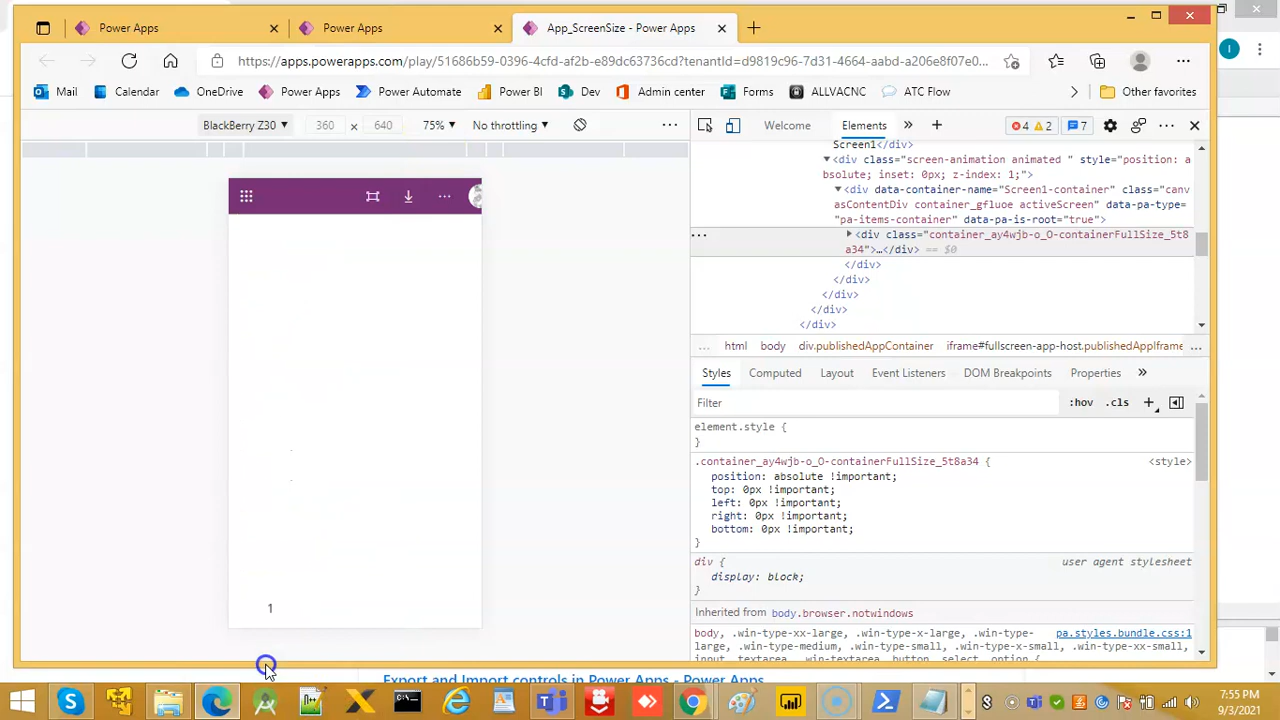 Power Apps
Power Apps
App_ScreenSize - Power Apps
https://apps.powerapps.com/play/51686b59-0396-4cfd-af2b-e89dc63736cd?tenantId=d9819c96-7d31-4664-aabd-a206e8f07e0...
Mail
Calendar
OneDrive
Power Apps
Power Automate
Power BI
Dev
Admin center
Forms
ALLVACNC
ATC Flow
Other favorites
BlackBerry Z30
360 x 640
75%
No throttling
...
Welcome
Elements
4
2
7
Screen1</div>
<div class="screen-animation animated " style="position: a
bsolute; inset: 0px; z-index: 1;">
<div data-container-name="Screen1-container" class="canv
asContentDiv container_gfluoe activeScreen" data-pa-type=
"pa-items-container" data-pa-is-root="true">
<div class="container_ay4wjb-o_O-containerFullSize_5t8
a34">…</div> == $0
</div>
</div>
</div>
</div>
</div>
... html body div.publishedAppContainer iframe#fullscreen-app-host.publishedAppIframe ...
Styles
Computed
Layout
Event Listeners
DOM Breakpoints
Properties
Filter
:hov .cls +
element.style {
}
.container_ay4wjb-o_O-containerFullSize_5t8a34 { <style>
position: absolute !important;
top: 0px !important;
left: 0px !important;
right: 0px !important;
bottom: 0px !important;
}
div { user agent stylesheet
display: block;
}
Inherited from body.browser.notwindows
body, .win-type-xx-large, .win-type-x-large, .win-type- pa.styles.bundle.css:1
large, .win-type-medium, .win-type-small, .win-type-x-small,
input, textarea, .win-textarea, button, select, option {
1
Export and Import controls in Power Apps - Power Apps
7:55 PM
9/3/2021